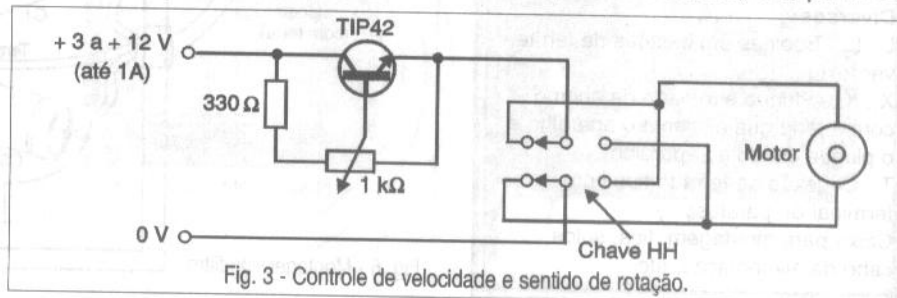 TIP42
+ 3 a + 12 V
(até 1A)
330 Ω
1 kΩ
Motor
0 V
Chave HH
Fig. 3 - Controle de velocidade e sentido de rotação.